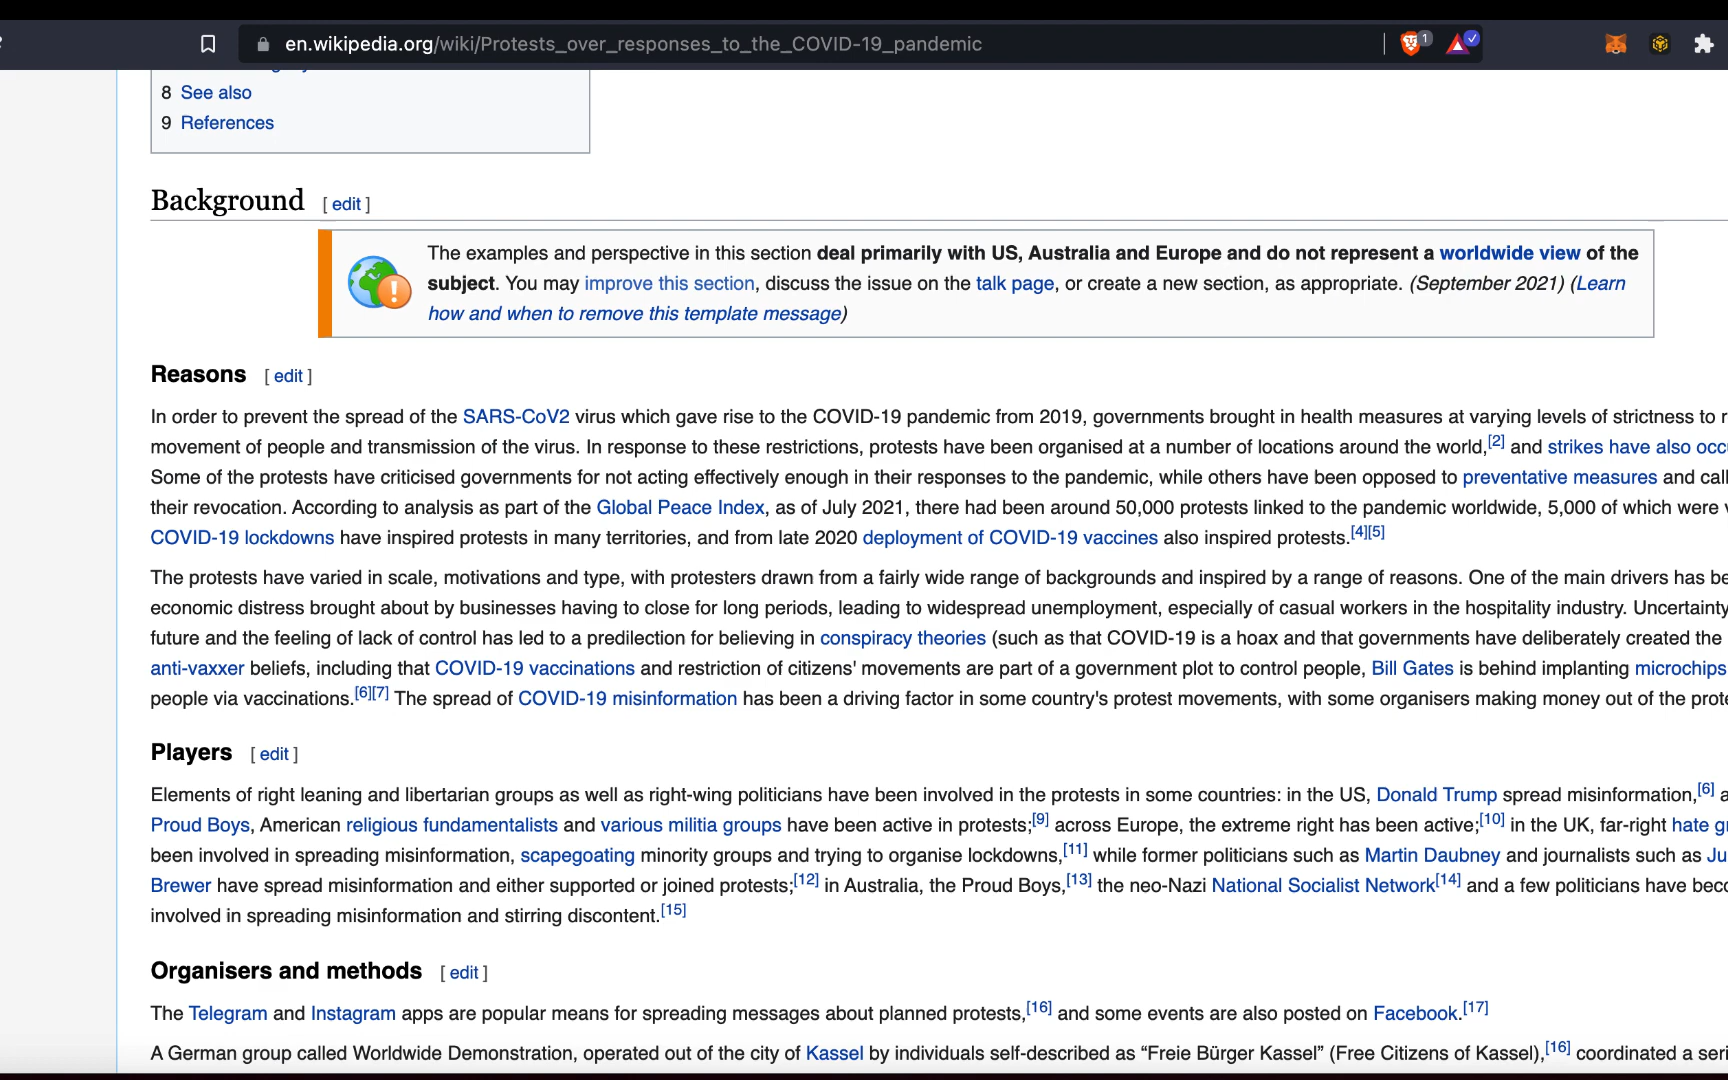 en.wikipedia.org/wiki/Protests_over_responses_to_the_COVID-19_pandemic
1
8 See also
9 References
Background [ edit ]
The examples and perspective in this section deal primarily with US, Australia and Europe and do not represent a worldwide view of the
subject. You may improve this section, discuss the issue on the talk page, or create a new section, as appropriate. (September 2021) (Learn
how and when to remove this template message)
Reasons [ edit ]
In order to prevent the spread of the SARS-CoV2 virus which gave rise to the COVID-19 pandemic from 2019, governments brought in health measures at varying levels of strictness to r
movement of people and transmission of the virus. In response to these restrictions, protests have been organised at a number of locations around the world,[2] and strikes have also occ
Some of the protests have criticised governments for not acting effectively enough in their responses to the pandemic, while others have been opposed to preventative measures and call
their revocation. According to analysis as part of the Global Peace Index, as of July 2021, there had been around 50,000 protests linked to the pandemic worldwide, 5,000 of which were v
COVID-19 lockdowns have inspired protests in many territories, and from late 2020 deployment of COVID-19 vaccines also inspired protests.[4][5]
The protests have varied in scale, motivations and type, with protesters drawn from a fairly wide range of backgrounds and inspired by a range of reasons. One of the main drivers has be
economic distress brought about by businesses having to close for long periods, leading to widespread unemployment, especially of casual workers in the hospitality industry. Uncertainty
future and the feeling of lack of control has led to a predilection for believing in conspiracy theories (such as that COVID-19 is a hoax and that governments have deliberately created the
anti-vaxxer beliefs, including that COVID-19 vaccinations and restriction of citizens' movements are part of a government plot to control people, Bill Gates is behind implanting microchips
people via vaccinations.[6][7] The spread of COVID-19 misinformation has been a driving factor in some country's protest movements, with some organisers making money out of the prote
Players [ edit ]
Elements of right leaning and libertarian groups as well as right-wing politicians have been involved in the protests in some countries: in the US, Donald Trump spread misinformation,[6] a
Proud Boys, American religious fundamentalists and various militia groups have been active in protests;[9] across Europe, the extreme right has been active;[10] in the UK, far-right hate g
been involved in spreading misinformation, scapegoating minority groups and trying to organise lockdowns,[11] while former politicians such as Martin Daubney and journalists such as Ju
Brewer have spread misinformation and either supported or joined protests;[12] in Australia, the Proud Boys,[13] the neo-Nazi National Socialist Network[14] and a few politicians have beco
involved in spreading misinformation and stirring discontent.[15]
Organisers and methods [ edit ]
The Telegram and Instagram apps are popular means for spreading messages about planned protests,[16] and some events are also posted on Facebook.[17]
A German group called Worldwide Demonstration, operated out of the city of Kassel by individuals self-described as “Freie Bürger Kassel” (Free Citizens of Kassel),[16] coordinated a seri